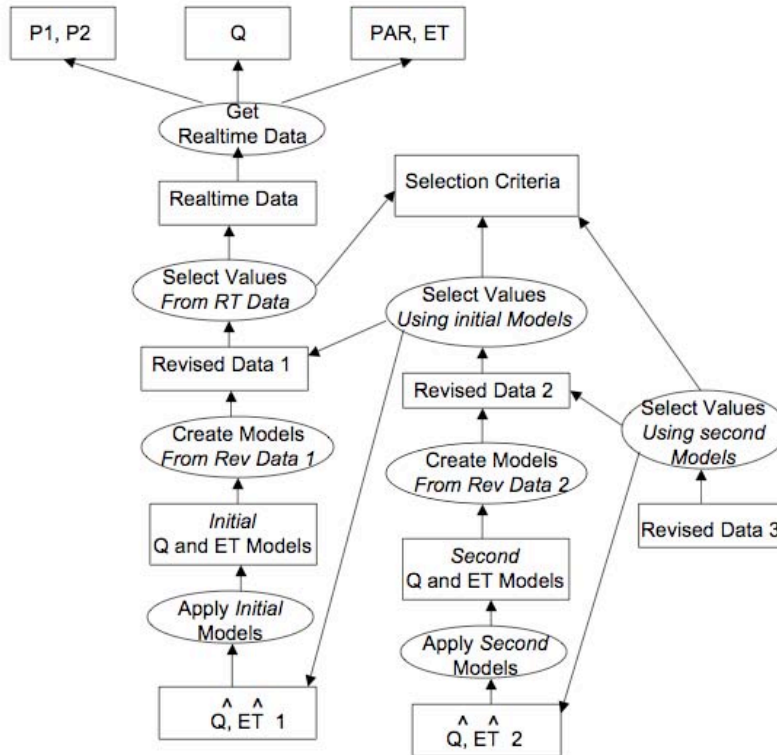 P1, P2
Q
PAR, ET
Get
Realtime Data
Realtime Data
Selection Criteria
Select Values
From RT Data
Select Values
Using initial Models
Revised Data 1
Revised Data 2
Select Values
Using second
Models
Create Models
From Rev Data 1
Create Models
From Rev Data 2
Initial
Q and ET Models
Revised Data 3
Second
Q and ET Models
Apply Initial
Models
Apply Second
Models
Q̂, ET̂ 1
Q̂, ET̂ 2